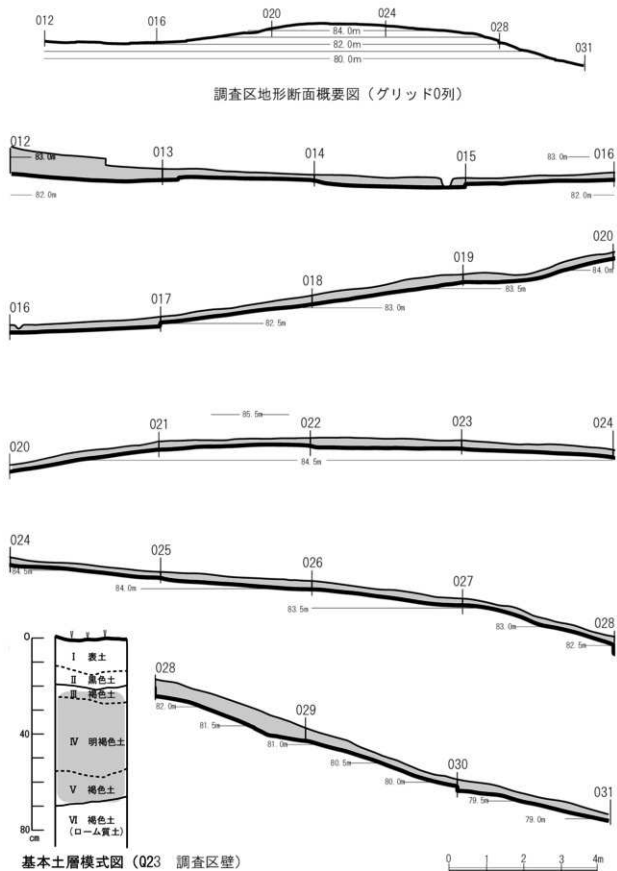 012 016 020 024 028 031
84.0m
82.0m
80.0m
調査区地形断面概要図（グリッドO列）
012 013 014 015 016
83.0m 83.0m
82.0m 82.0m
016 017 018 019 020
84.0m
83.5m
83.0m
82.5m
85.5m
020 021 022 023 024
84.5m
024 025 026 027 028
84.5m
84.0m
83.5m
83.0m
82.5m
0
40
80
cm
Ⅰ 表土
Ⅱ 黒色土
Ⅲ 褐色土
Ⅳ 明褐色土
Ⅴ 褐色土
Ⅵ 褐色土
（ローム質土）
028 029 030 031
82.0m
81.5m
81.0m
80.5m
80.0m
79.5m
79.0m
基本土層模式図（Q23 調査区壁）
0 1 2 3 4m